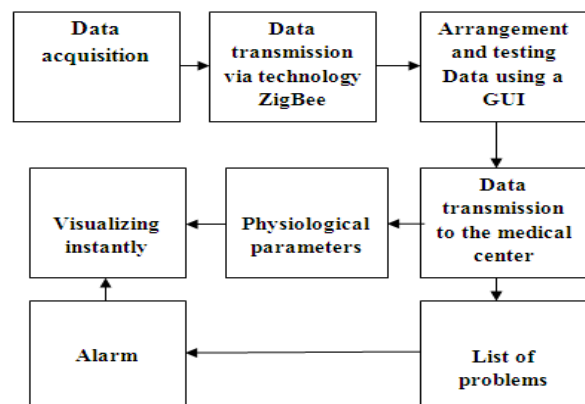 Data
acquisition
Data
transmission
via technology
ZigBee
Arrangement
and testing
Data using a
GUI
Visualizing
instantly
Physiological
parameters
Data
transmission
to the medical
center
Alarm
List of
problems